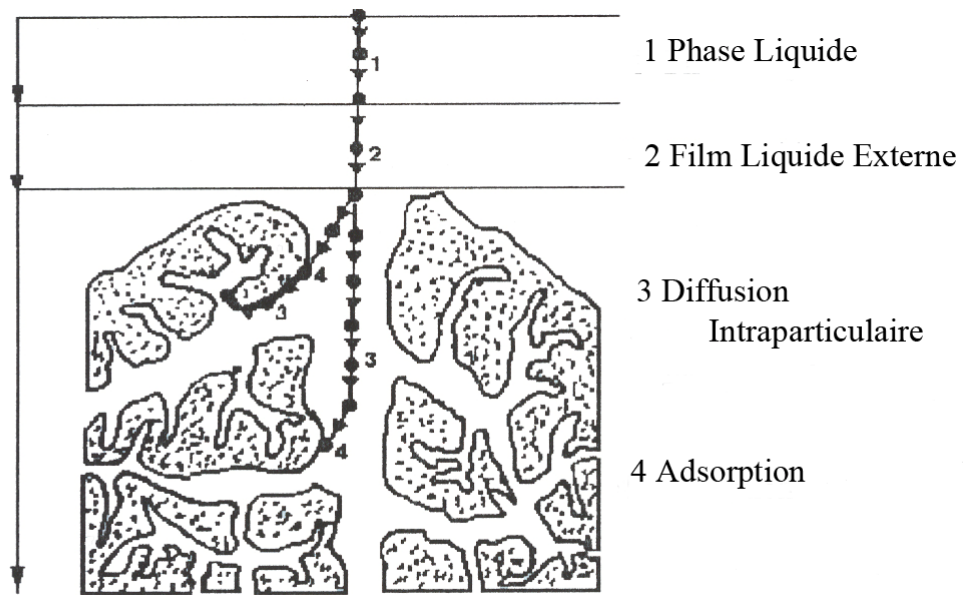 1 Phase Liquide
1
2 Film Liquide Externe
2
3 Diffusion
Intraparticulaire
4
3
3
4
4 Adsorption